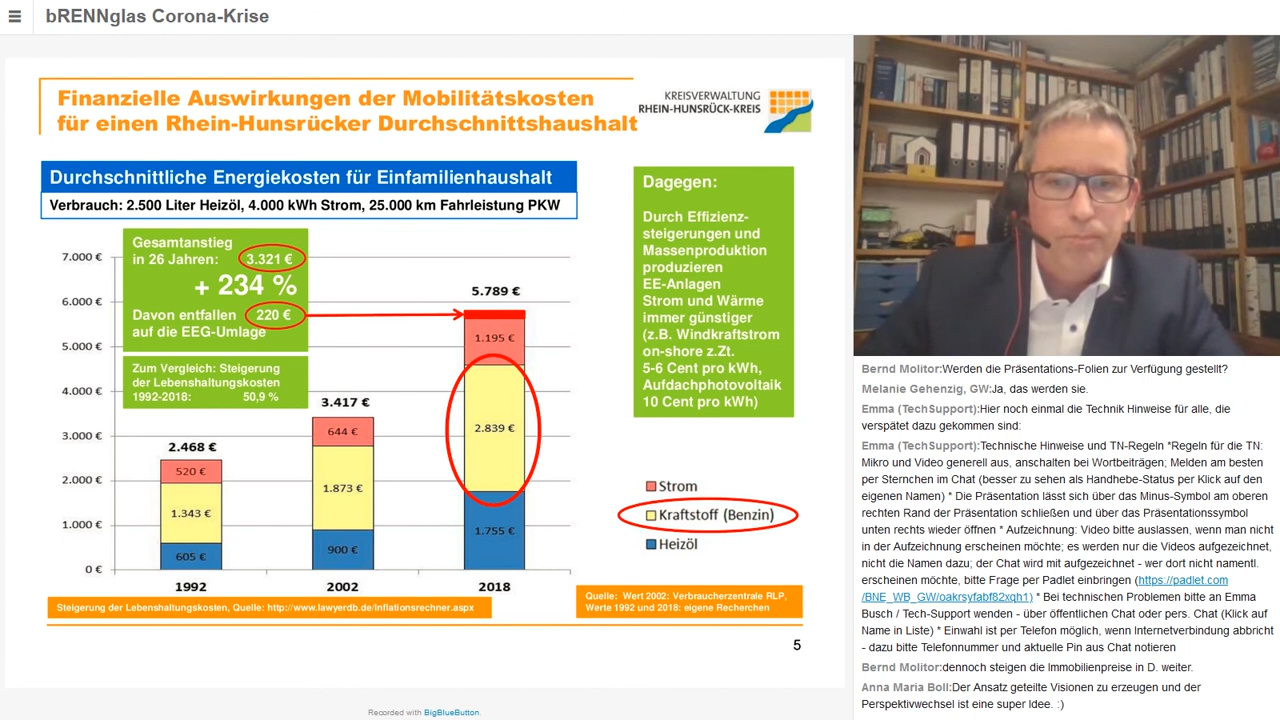 bRENNglas Corona-Krise
Finanzielle Auswirkungen der Mobilitätskosten
für einen Rhein-Hunsrücker Durchschnittshaushalt
KREISVERWALTUNG
RHEIN-HUNSRÜCK-KREIS
Durchschnittliche Energiekosten für Einfamilienhaushalt
Verbrauch: 2.500 Liter Heizöl, 4.000 kWh Strom, 25.000 km Fahrleistung PKW
Gesamtanstieg
in 26 Jahren: 3.321 €
+ 234 %
Davon entfallen 220 €
auf die EEG-Umlage
Zum Vergleich: Steigerung
der Lebenshaltungskosten
1992-2018: 50,9 %
7.000 €
6.000 €
5.000 €
4.000 €
3.000 €
2.000 €
1.000 €
0 €
2.468 €
520 €
1.343 €
605 €
1992
3.417 €
644 €
1.873 €
900 €
2002
5.789 €
1.195 €
2.839 €
1.755 €
2018
Dagegen:
Durch Effizienz-
steigerungen und
Massenproduktion
produzieren
EE-Anlagen
Strom und Wärme
immer günstiger
(z.B. Windkraftstrom
on-shore z.Zt.
5-6 Cent pro kWh,
Aufdachphotovoltaik
10 Cent pro kWh)
Strom
Kraftstoff (Benzin)
Heizöl
Steigerung der Lebenshaltungskosten, Quelle: http://www.lawyerdb.de/Inflationsrechner.aspx
Quelle: Wert 2002: Verbraucherzentrale RLP,
Werte 1992 und 2018: eigene Recherchen
5
Recorded with BigBlueButton.
Bernd Molitor:Werden die Präsentations-Folien zur Verfügung gestellt?
Melanie Gehenzig, GW:Ja, das werden sie.
Emma (TechSupport):Hier noch einmal die Technik Hinweise für alle, die
verspätet dazu gekommen sind:
Emma (TechSupport):Technische Hinweise und TN-Regeln *Regeln für die TN:
Mikro und Video generell aus, anschalten bei Wortbeiträgen; Melden am besten
per Sternchen im Chat (besser zu sehen als Handhebe-Status per Klick auf den
eigenen Namen) * Die Präsentation lässt sich über das Minus-Symbol am oberen
rechten Rand der Präsentation schließen und über das Präsentationssymbol
unten rechts wieder öffnen * Aufzeichnung: Video bitte auslassen, wenn man nicht
in der Aufzeichnung erscheinen möchte; es werden nur die Videos aufgezeichnet,
nicht die Namen dazu; der Chat wird mit aufgezeichnet - wer dort nicht namentl.
erscheinen möchte, bitte Frage per Padlet einbringen (https://padlet.com
/BNE_WB_GW/oakrsyfabf82xqh1) * Bei technischen Problemen bitte an Emma
Busch / Tech-Support wenden - über öffentlichen Chat oder pers. Chat (Klick auf
Name in Liste) * Einwahl ist per Telefon möglich, wenn Internetverbindung abbricht
- dazu bitte Telefonnummer und aktuelle Pin aus Chat notieren
Bernd Molitor:dennoch steigen die Immobilienpreise in D. weiter.
Anna Maria Boll:Der Ansatz geteilte Visionen zu erzeugen und der
Perspektivwechsel ist eine super Idee. :)